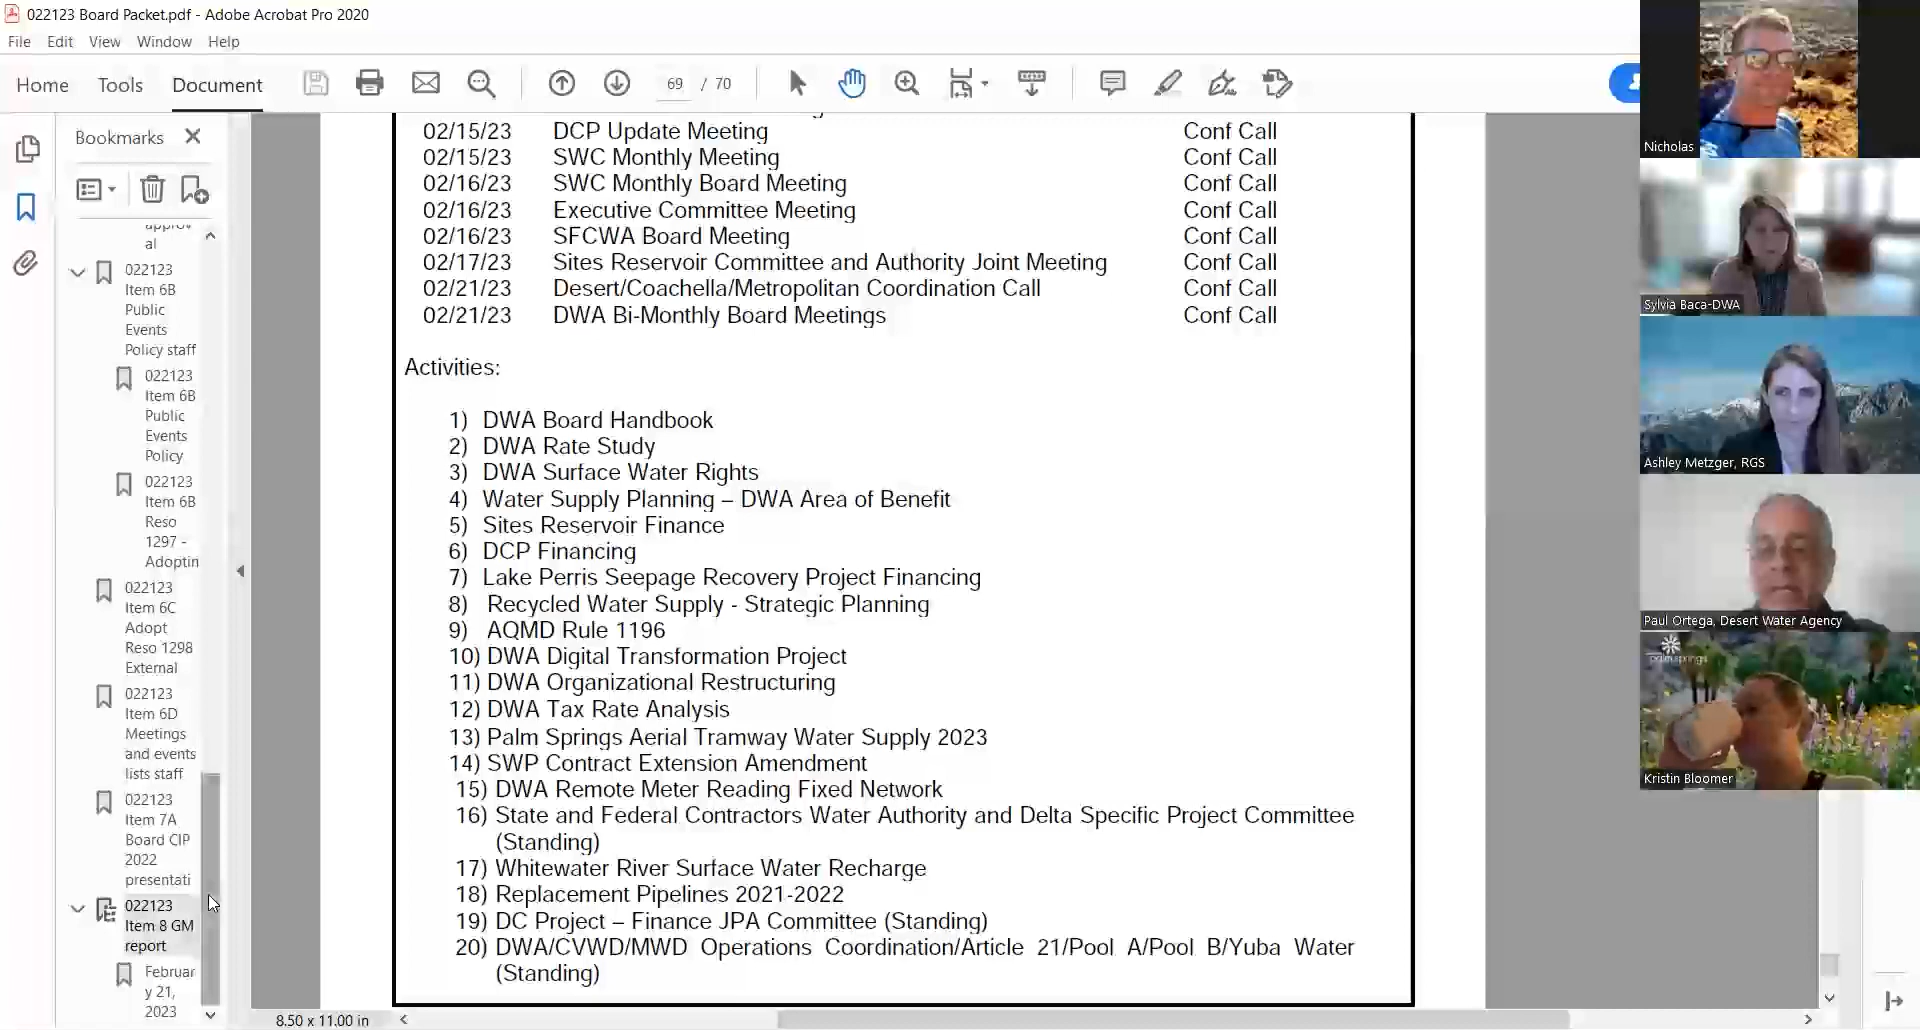 022123 Board Packet.pdf - Adobe Acrobat Pro 2020
File Edit View Window Help
Home Tools Document
69 / 70
Bookmarks
al
022123
Item 6B
Public
Events
Policy staff
022123
Item 6B
Public
Events
Policy
022123
Item 6B
Reso
1297 -
Adoptin
022123
Item 6C
Adopt
Reso 1298
External
022123
Item 6D
Meetings
and events
lists staff
022123
Item 7A
Board CIP
2022
presentati
022123
Item 8 GM
report
Februar
y 21,
2023
02/15/23 DCP Update Meeting Conf Call
02/15/23 SWC Monthly Meeting Conf Call
02/16/23 SWC Monthly Board Meeting Conf Call
02/16/23 Executive Committee Meeting Conf Call
02/16/23 SFCWA Board Meeting Conf Call
02/17/23 Sites Reservoir Committee and Authority Joint Meeting Conf Call
02/21/23 Desert/Coachella/Metropolitan Coordination Call Conf Call
02/21/23 DWA Bi-Monthly Board Meetings Conf Call
Activities:
1) DWA Board Handbook
2) DWA Rate Study
3) DWA Surface Water Rights
4) Water Supply Planning – DWA Area of Benefit
5) Sites Reservoir Finance
6) DCP Financing
7) Lake Perris Seepage Recovery Project Financing
8) Recycled Water Supply - Strategic Planning
9) AQMD Rule 1196
10) DWA Digital Transformation Project
11) DWA Organizational Restructuring
12) DWA Tax Rate Analysis
13) Palm Springs Aerial Tramway Water Supply 2023
14) SWP Contract Extension Amendment
15) DWA Remote Meter Reading Fixed Network
16) State and Federal Contractors Water Authority and Delta Specific Project Committee
(Standing)
17) Whitewater River Surface Water Recharge
18) Replacement Pipelines 2021-2022
19) DC Project – Finance JPA Committee (Standing)
20) DWA/CVWD/MWD Operations Coordination/Article 21/Pool A/Pool B/Yuba Water
(Standing)
8.50 x 11.00 in
Nicholas
Sylvia Baca-DWA
Ashley Metzger, RGS
Paul Ortega, Desert Water Agency
palm springs
Kristin Bloomer